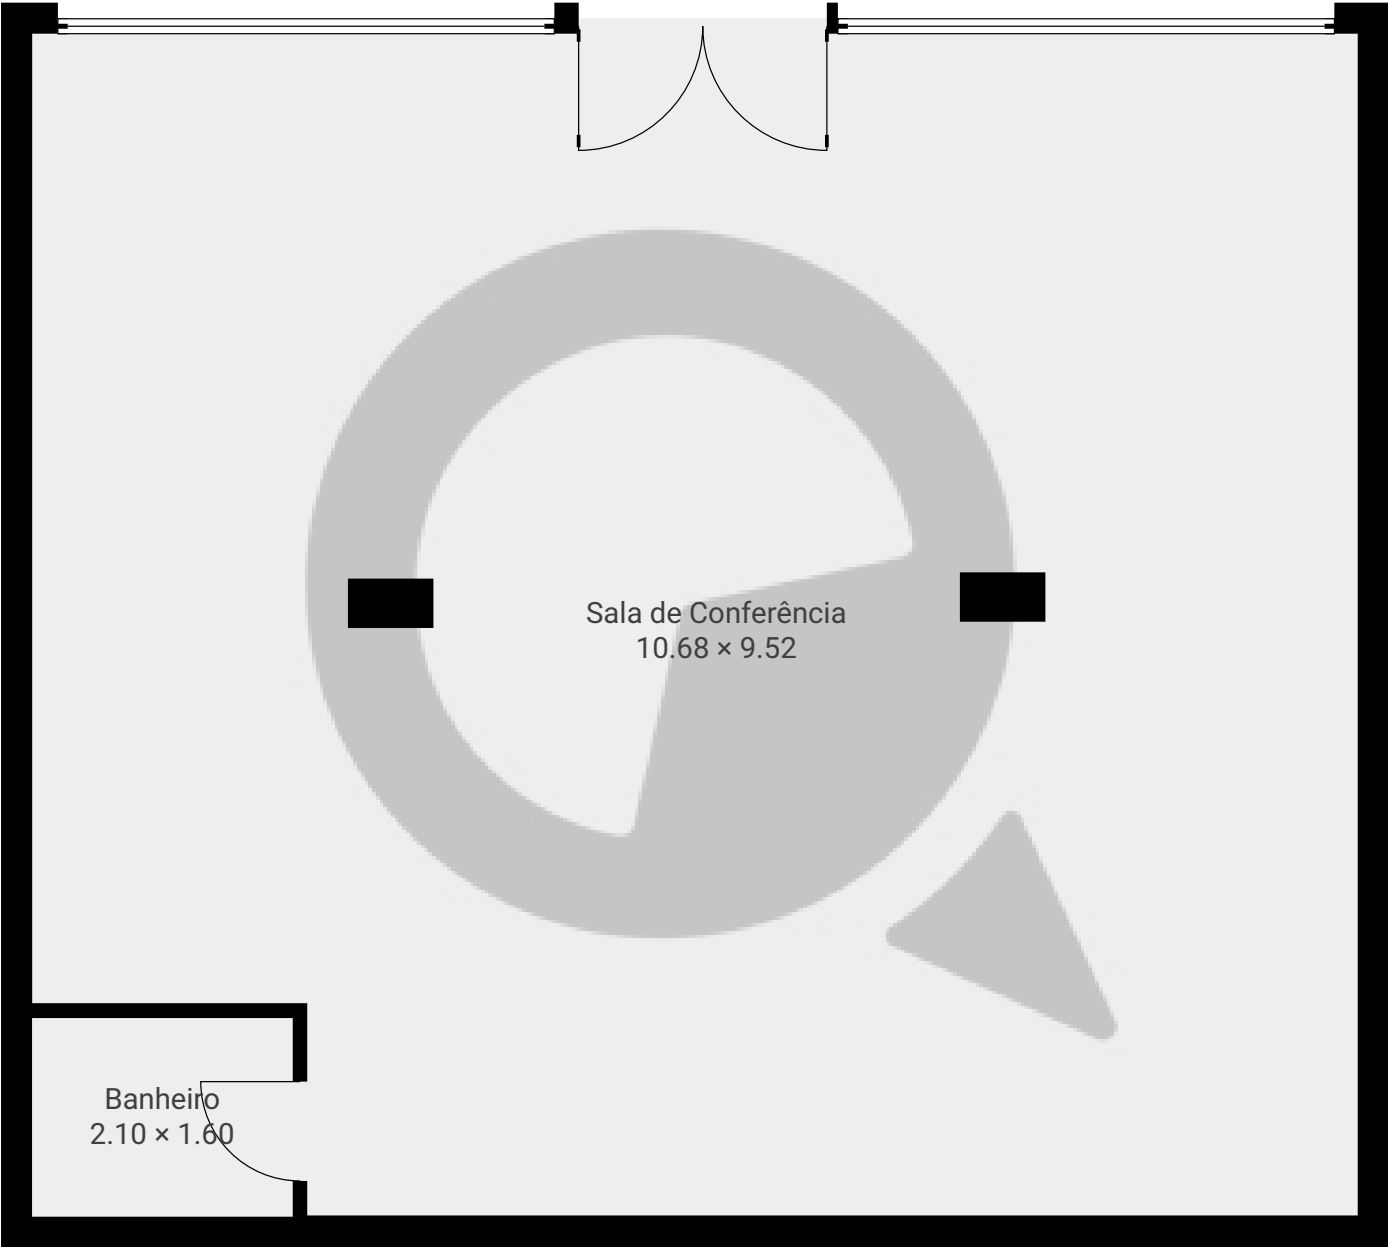 Sala de Conferência
10.68 × 9.52
Banheiro
2.10 × 1.60